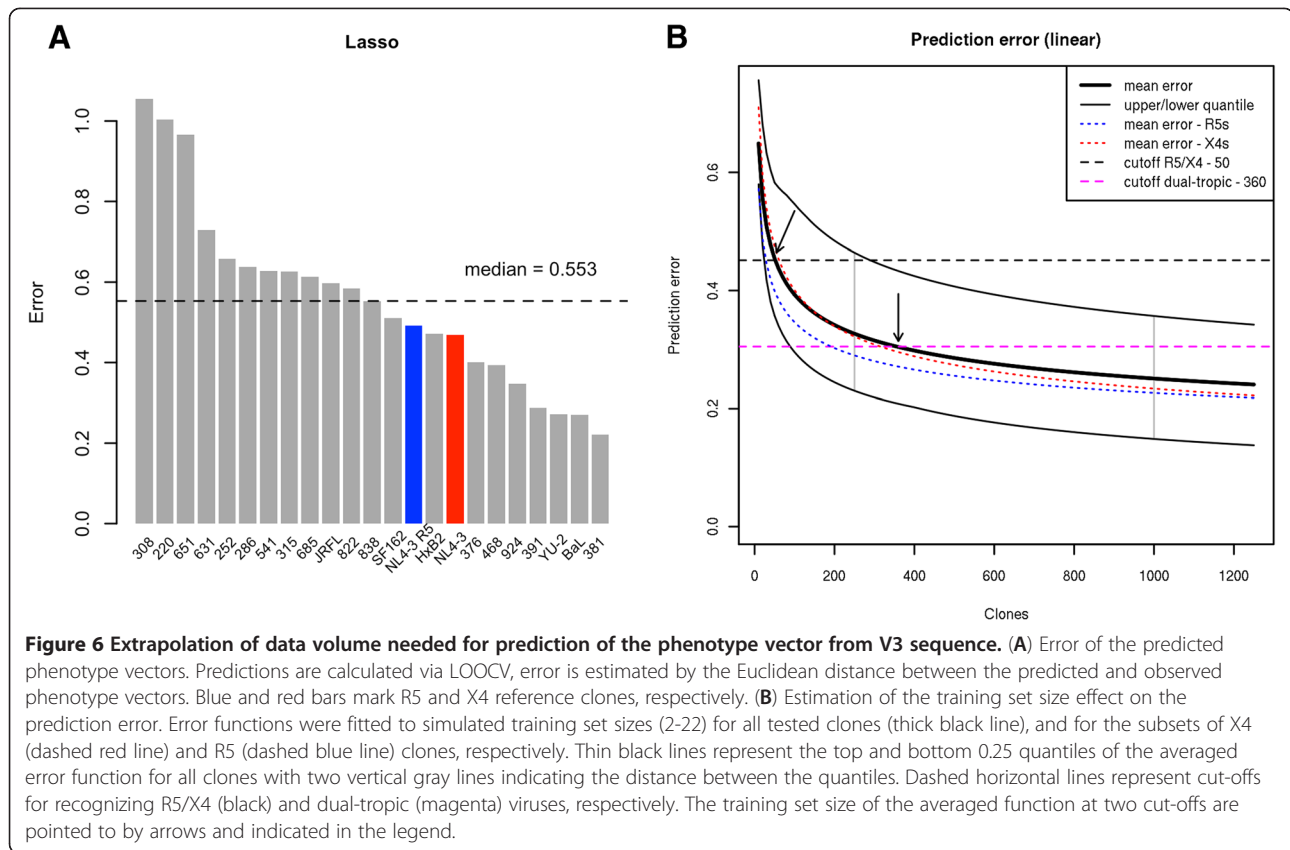 A
Lasso
Error
0.0
0.2
0.4
0.6
0.8
1.0
median = 0.553
308
220
651
631
252
286
541
315
685
JRFL
822
838
SF162
NL4-3 R5
HxB2
NL4-3
376
468
924
391
YU-2
BaL
381
B
Prediction error (linear)
Prediction error
0.0
0.2
0.4
0.6
mean error
upper/lower quantile
mean error - R5s
mean error - X4s
cutoff R5/X4 - 50
cutoff dual-tropic - 360
0
200
400
600
800
1000
1200
Clones
Figure 6 Extrapolation of data volume needed for prediction of the phenotype vector from V3 sequence. (A) Error of the predicted
phenotype vectors. Predictions are calculated via LOOCV, error is estimated by the Euclidean distance between the predicted and observed
phenotype vectors. Blue and red bars mark R5 and X4 reference clones, respectively. (B) Estimation of the training set size effect on the
prediction error. Error functions were fitted to simulated training set sizes (2-22) for all tested clones (thick black line), and for the subsets of X4
(dashed red line) and R5 (dashed blue line) clones, respectively. Thin black lines represent the top and bottom 0.25 quantiles of the averaged
error function for all clones with two vertical gray lines indicating the distance between the quantiles. Dashed horizontal lines represent cut-offs
for recognizing R5/X4 (black) and dual-tropic (magenta) viruses, respectively. The training set size of the averaged function at two cut-offs are
pointed to by arrows and indicated in the legend.